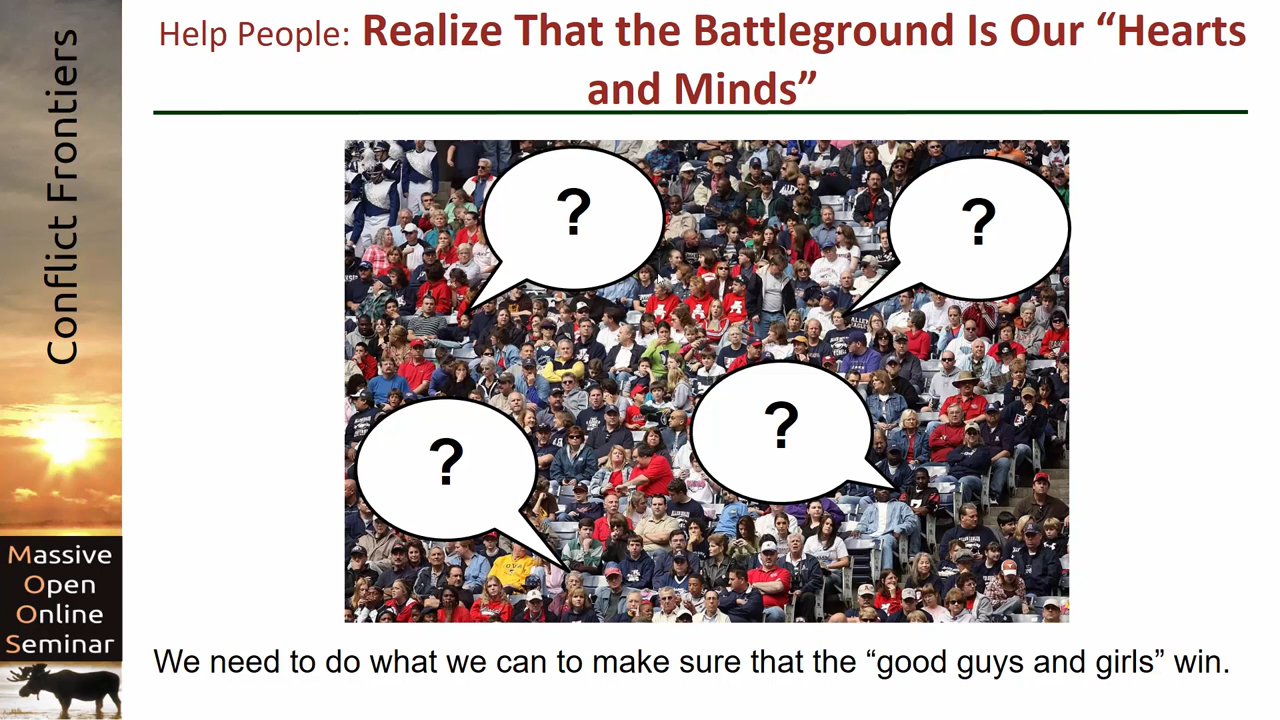 Help People: Realize That the Battleground Is Our “Hearts
and Minds”
Conflict Frontiers
?
?
?
?
We need to do what we can to make sure that the “good guys and girls” win.
Massive
Open
Online
Seminar